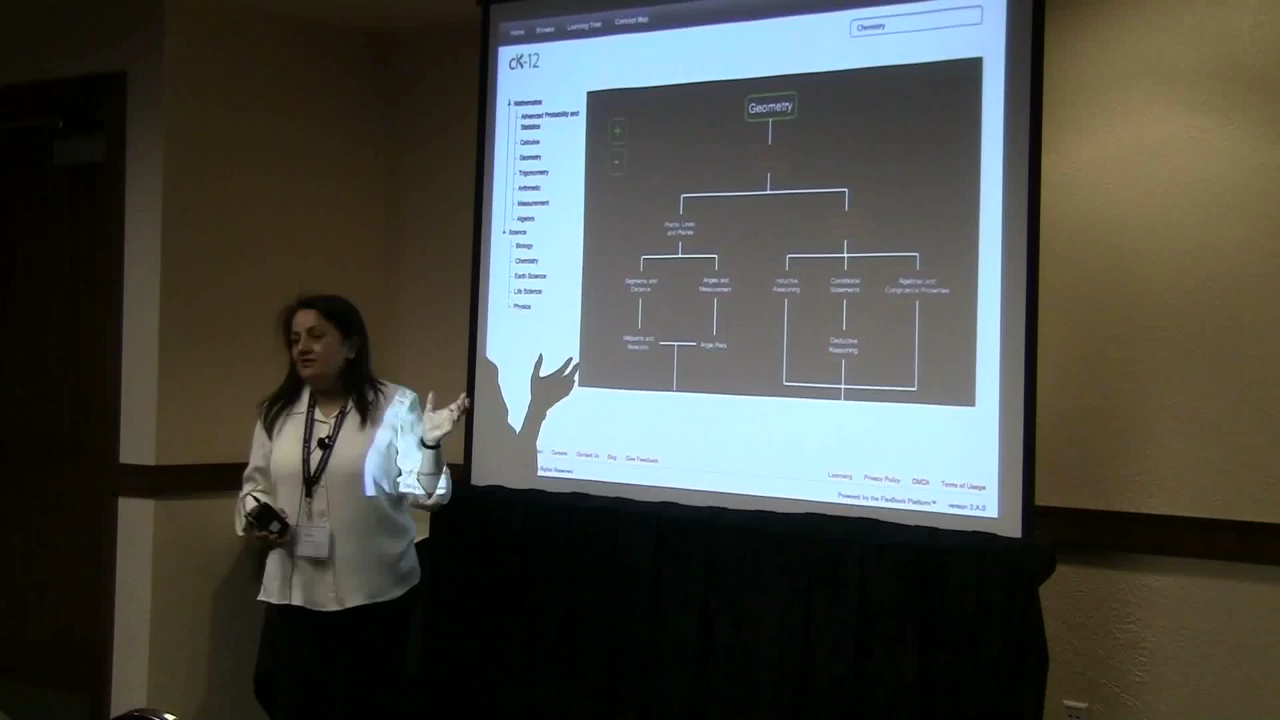 Home Browse Learning Tree Concept Map
Chemistry
cK-12
Mathematics
Advanced Probability and
Statistics
Calculus
Geometry
Trigonometry
Arithmetic
Measurement
Algebra
Science
Biology
Chemistry
Earth Science
Life Science
Physics
Geometry
+
-
Points, Lines
and Planes
Segments and
Distance
Angles and
Measurement
Inductive
Reasoning
Conditional
Statements
Algebraic and
Congruence Properties
Midpoints and
Bisectors
Angle Pairs
Deductive
Reasoning
Careers Contact Us Blog Give Feedback
Rights Reserved
Licensing Privacy Policy DMCA Terms of Usage
Powered by the FlexBook Platform™ version 2.A.0